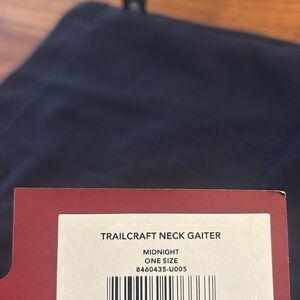 TRAILCRAFT NECK GAITER
MIDNIGHT
ONE SIZE
8460435-U005